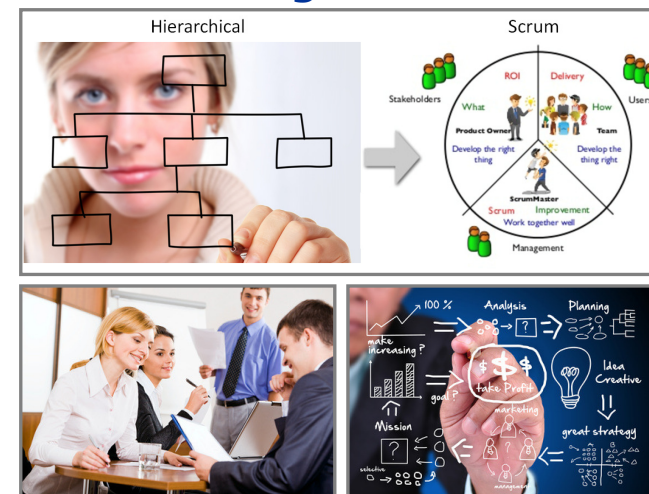 Hierarchical
Scrum
ROI
Delivery
Stakeholders
What
How
Product Owner
Team
Develop the right
thing
Develop the
thing right
ScrumMaster
Scrum
Improvement
Work together well
Management
100 %
Analysis
Planning
make
increasing ?
?
$ $ $
take Profit
Idea
Creative
goal ?
marketing
Mission
great strategy
?
?
selective